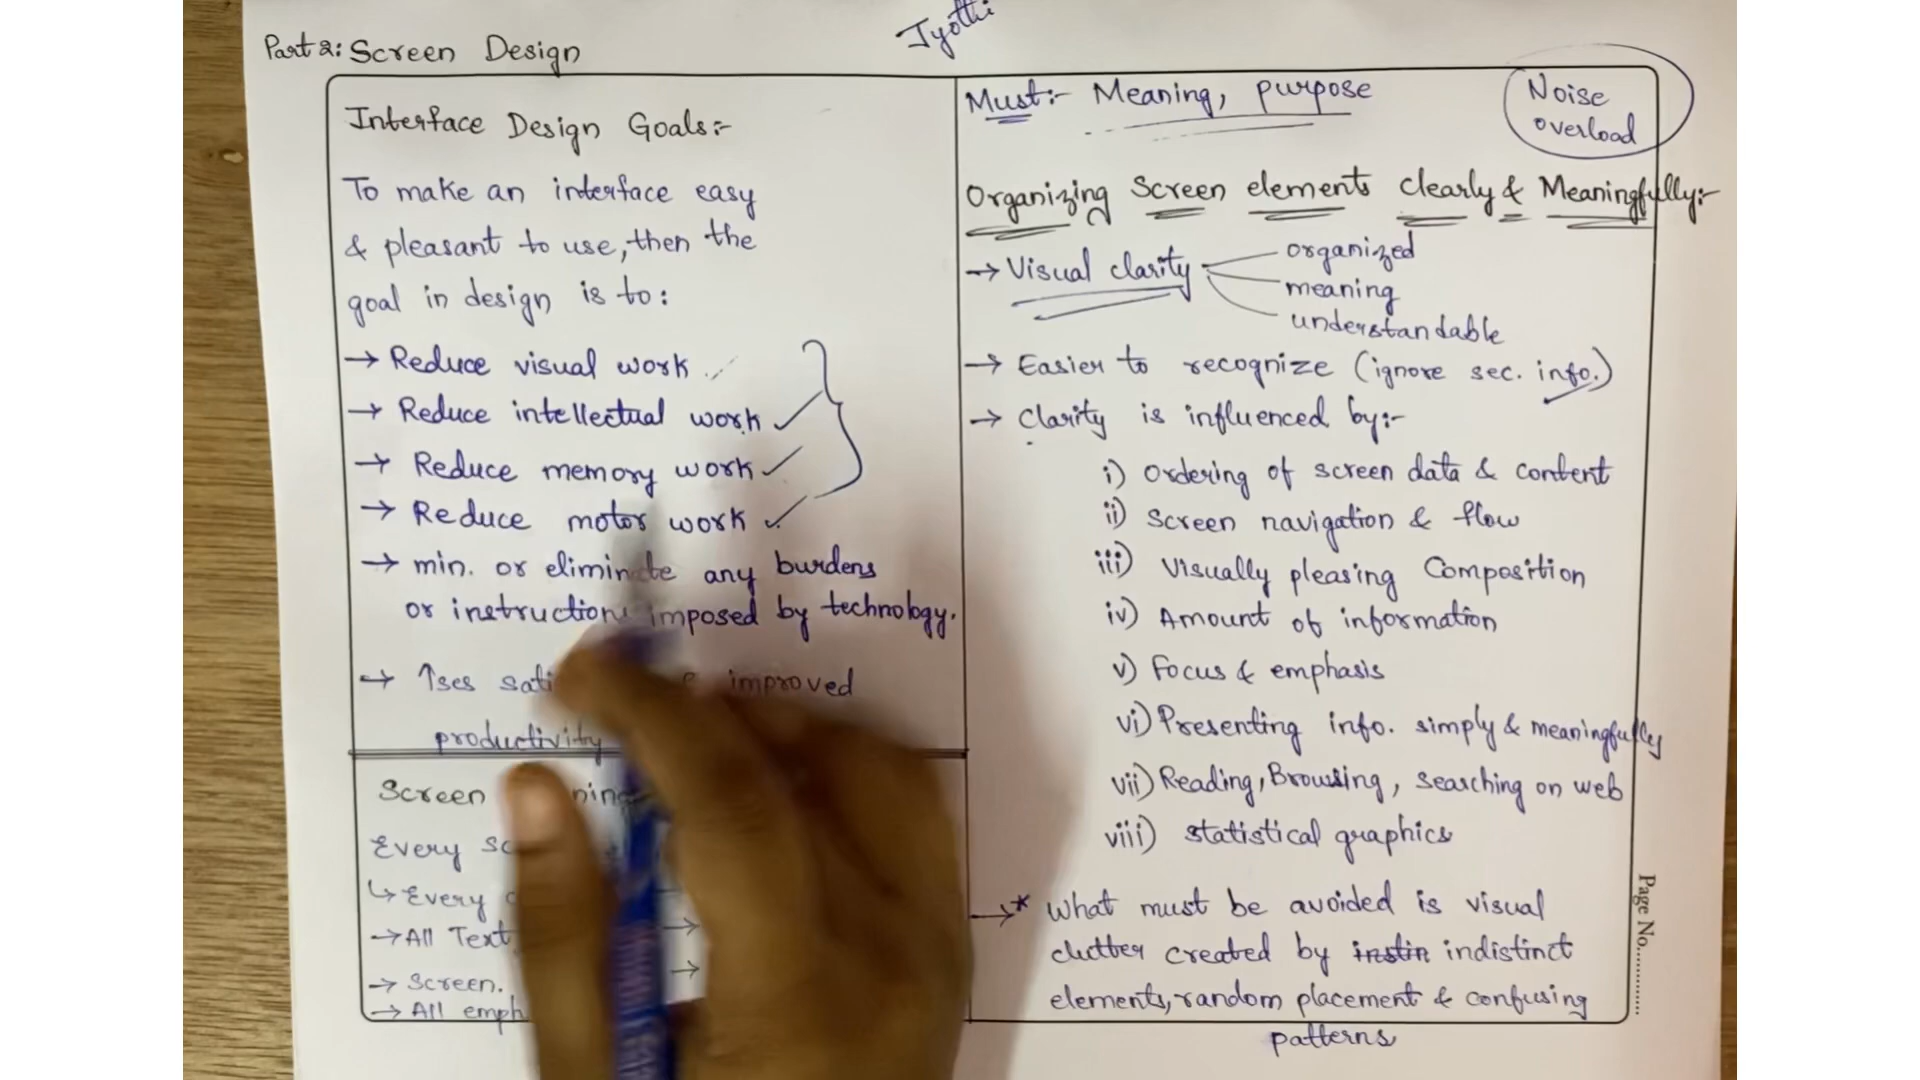 Jyothi
Part 2: Screen Design
Interface Design Goals:-
To make an interface easy
& pleasant to use, then the
goal in design is to:
→ Reduce visual work
→ Reduce intellectual work
→ Reduce memory work
→ Reduce motor work
→ min. or eliminate any burdens
or instructions imposed by technology.
→ ↑ses improved
productivity
Screen
Every
↳ Every
→ All Text
→ Screen.
→ All
Must:- Meaning, purpose
Noise
overload
Organizing Screen elements clearly & Meaningfully:-
→ Visual clarity
organized
meaning
understandable
→ Easier to recognize (ignore sec. info.)
→ Clarity is influenced by:-
i) Ordering of screen data & content
ii) Screen navigation & flow
iii) Visually pleasing Composition
iv) Amount of information
v) Focus & emphasis
vi) Presenting info. simply & meaningfully
vii) Reading, Browsing, searching on web
viii) Statistical graphics
→* What must be avoided is visual
clutter created by instin indistinct
elements, random placement & confusing
patterns
Page No..............